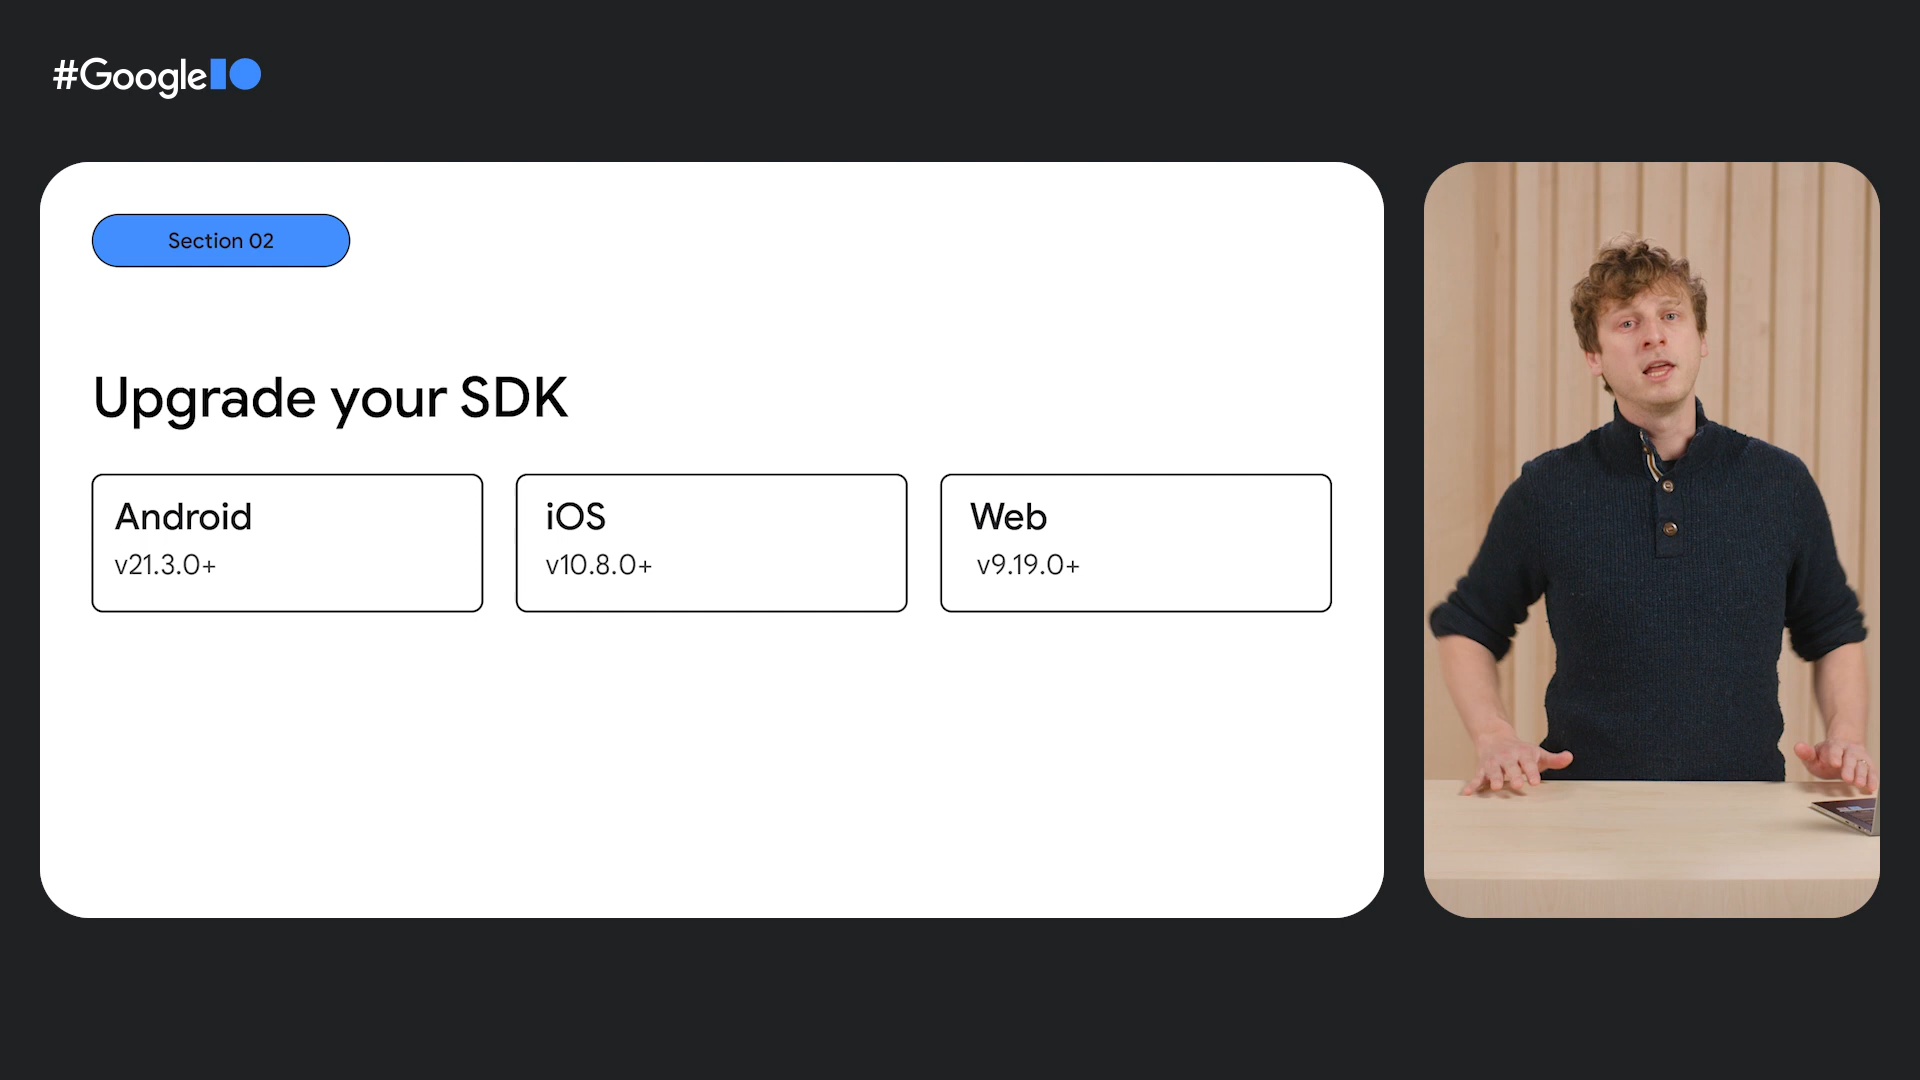 #GoogleIO
Section 02
Upgrade your SDK
Android
v21.3.0+
iOS
v10.8.0+
Web
v9.19.0+